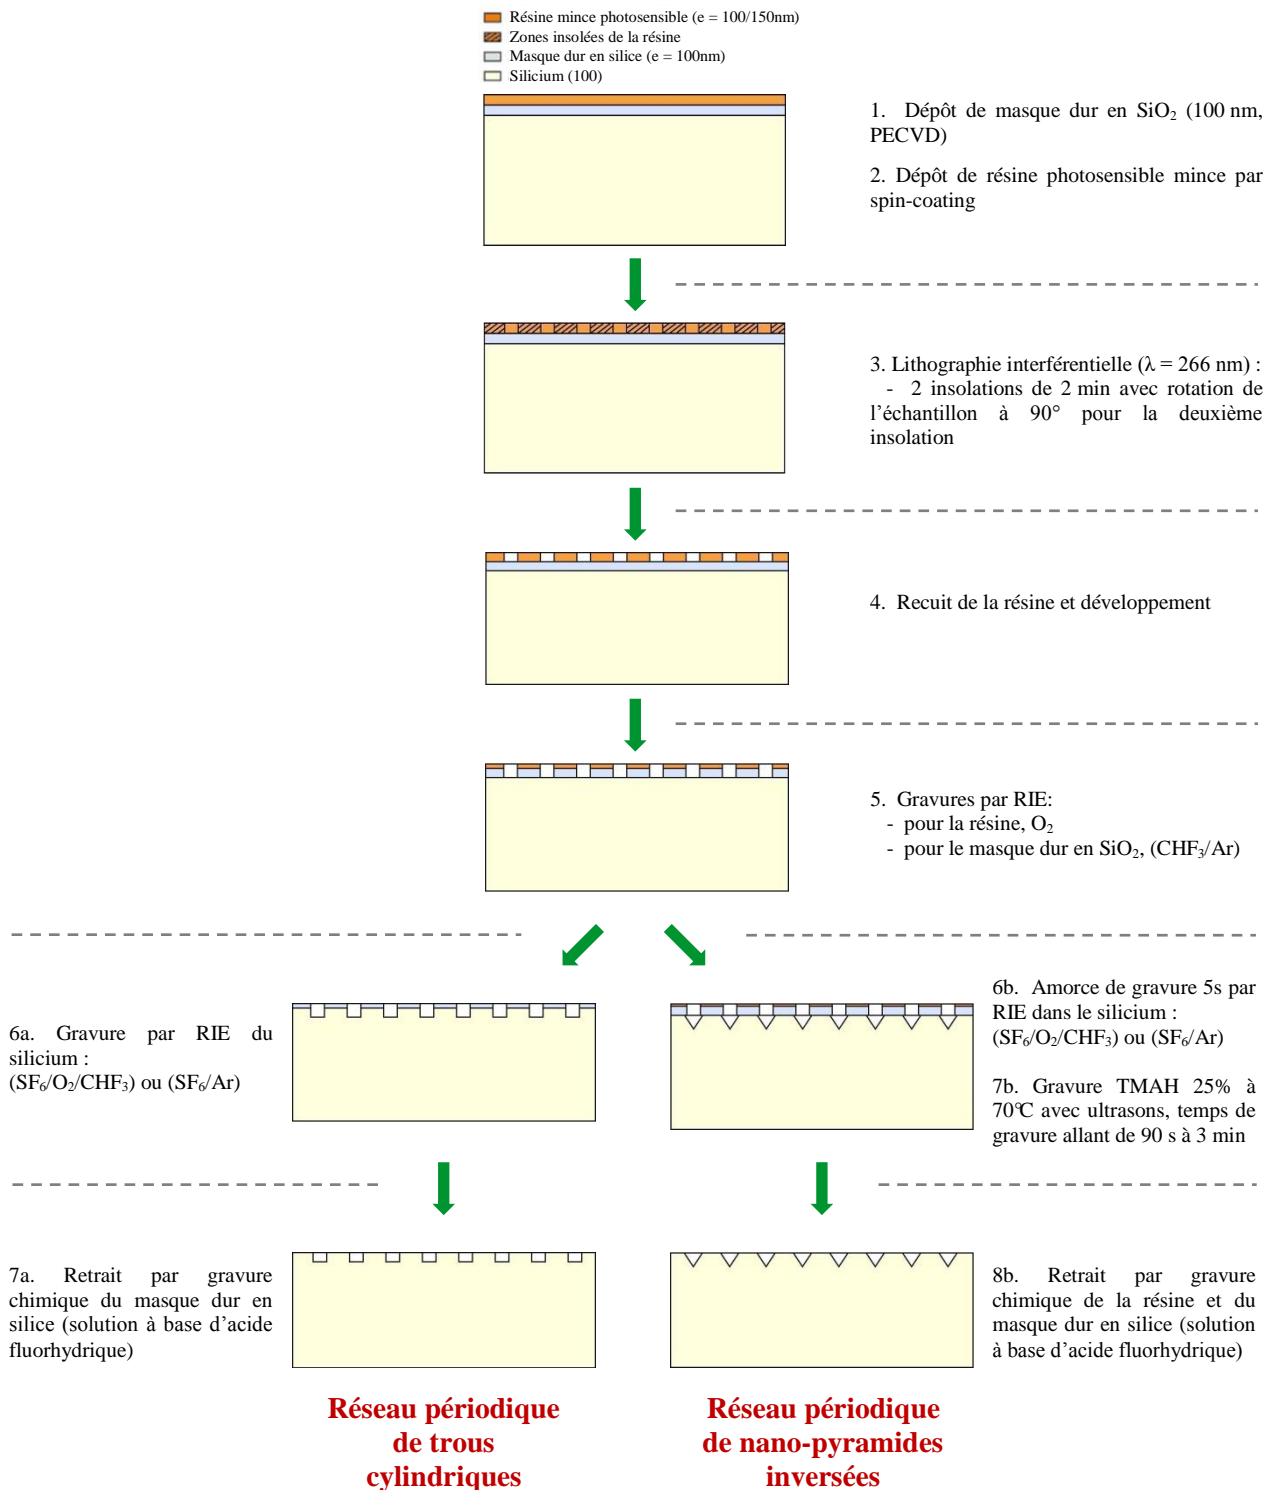 Résine mince photosensible (e = 100/150nm)
Zones insolées de la résine
Masque dur en silice (e = 100nm)
Silicium (100)
1. Dépôt de masque dur en SiO₂ (100 nm,
PECVD)
2. Dépôt de résine photosensible mince par
spin-coating
3. Lithographie interférentielle (λ = 266 nm) :
- 2 insolations de 2 min avec rotation de
l'échantillon à 90° pour la deuxième
insolation
4. Recuit de la résine et développement
5. Gravures par RIE:
- pour la résine, O₂
- pour le masque dur en SiO₂, (CHF₃/Ar)
6a. Gravure par RIE du
silicium :
(SF₆/O₂/CHF₃) ou (SF₆/Ar)
6b. Amorce de gravure 5s par
RIE dans le silicium :
(SF₆/O₂/CHF₃) ou (SF₆/Ar)
7b. Gravure TMAH 25% à
70°C avec ultrasons, temps de
gravure allant de 90 s à 3 min
7a. Retrait par gravure
chimique du masque dur en
silice (solution à base d'acide
fluorhydrique)
8b. Retrait par gravure
chimique de la résine et du
masque dur en silice (solution
à base d'acide fluorhydrique)
Réseau périodique
de trous
cylindriques
Réseau périodique
de nano-pyramides
inversées